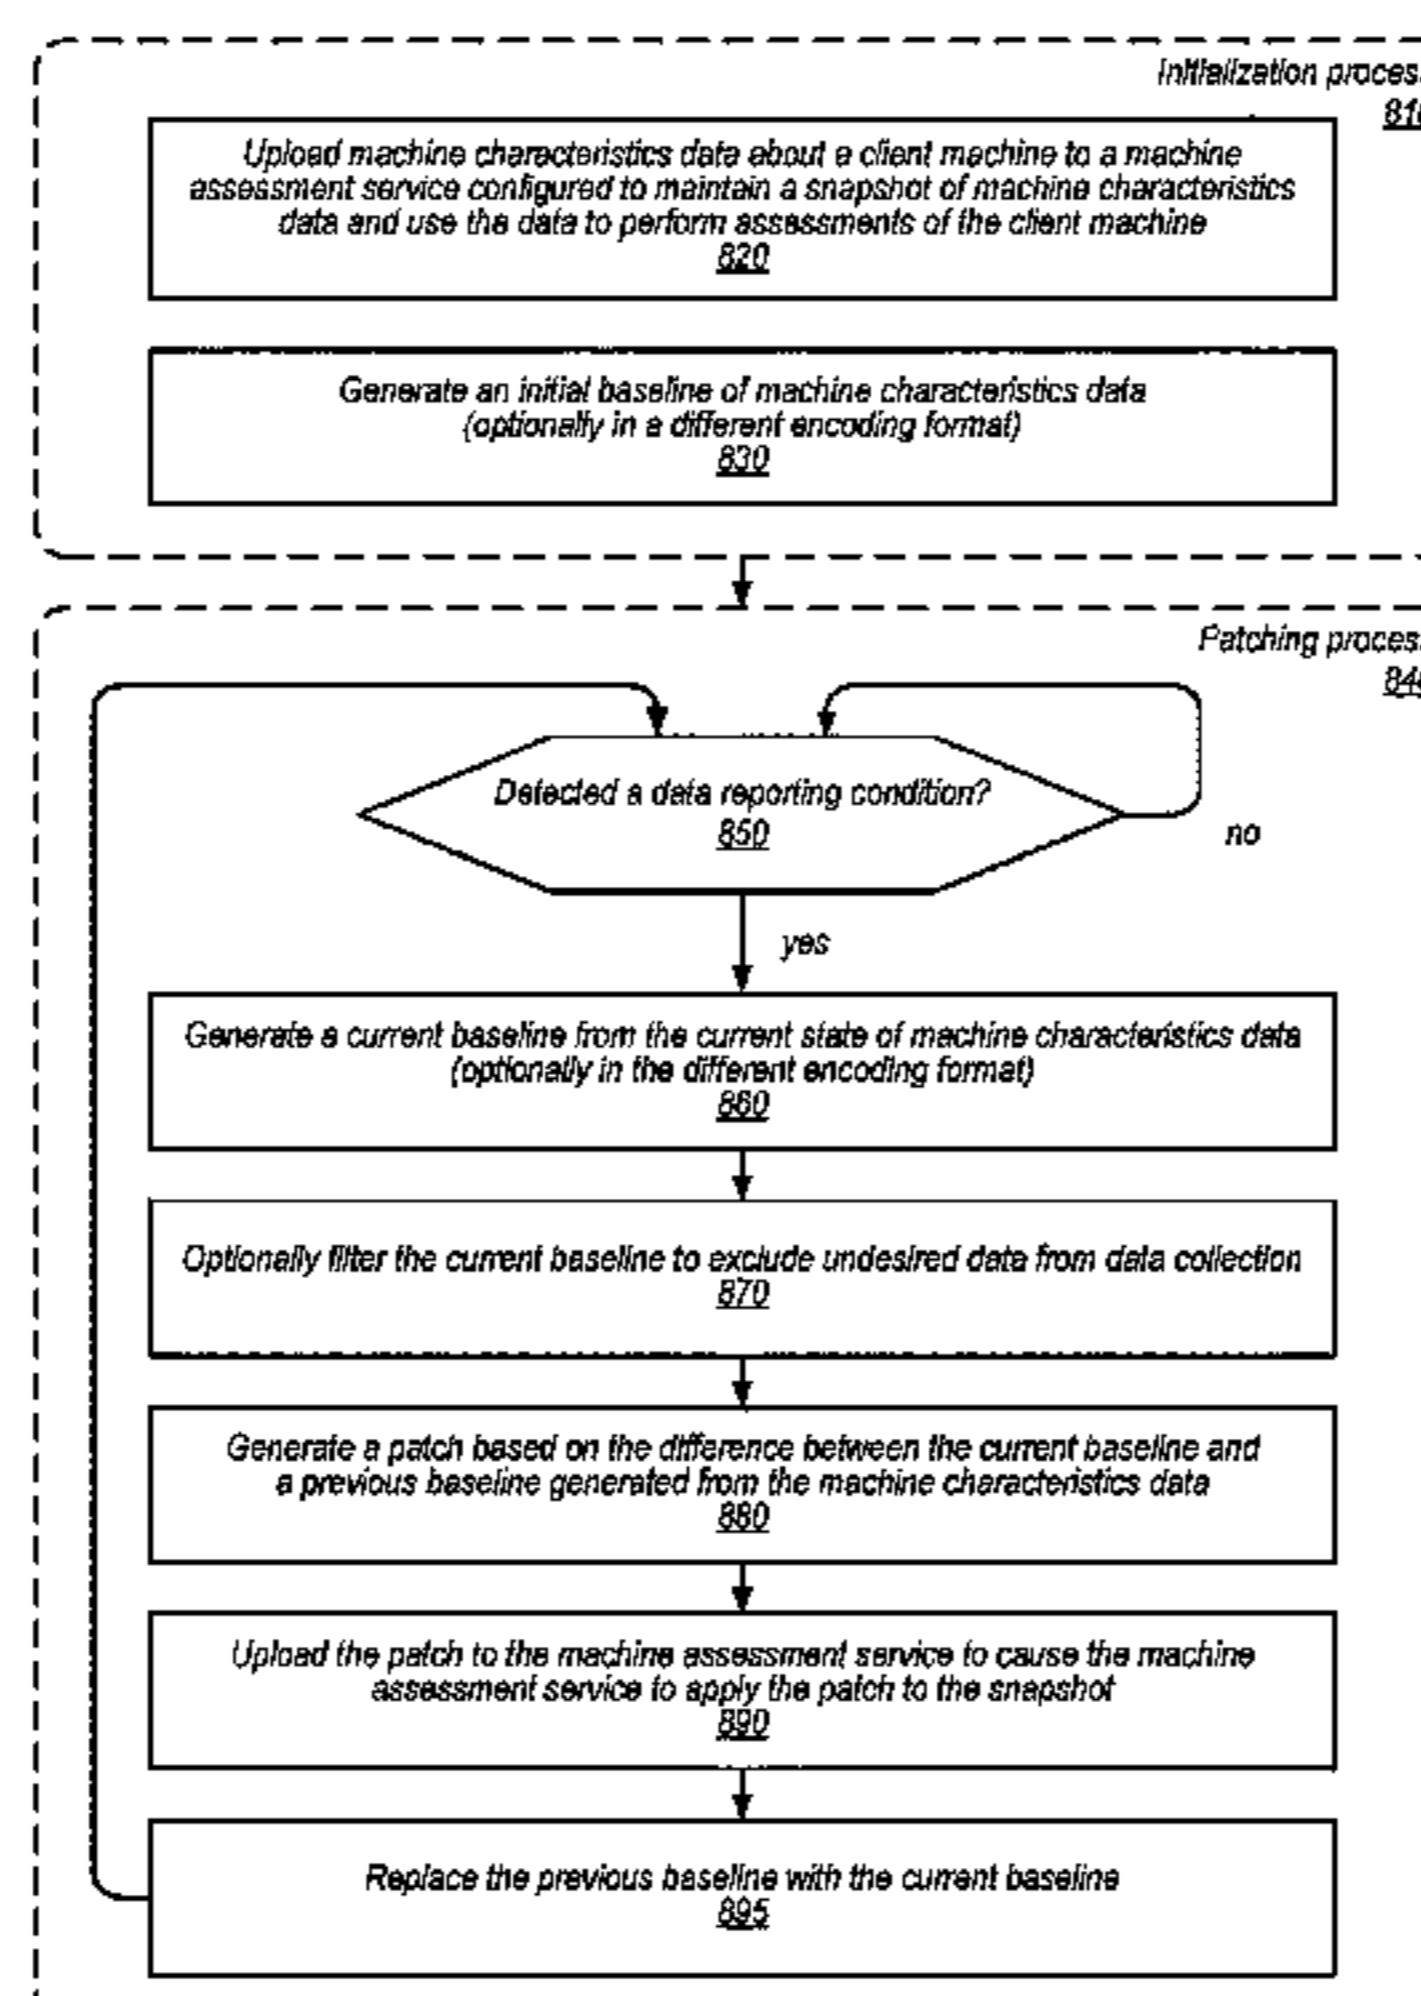 Initialization process
810
Upload machine characteristics data about a client machine to a machine
assessment service configured to maintain a snapshot of machine characteristics
data and use the data to perform assessments of the client machine
820
Generate an initial baseline of machine characteristics data
(optionally in a different encoding format)
830
Patching process
840
Detected a data reporting condition?
850
no
yes
Generate a current baseline from the current state of machine characteristics data
(optionally in the different encoding format)
860
Optionally filter the current baseline to exclude undesired data from data collection
870
Generate a patch based on the difference between the current baseline and
a previous baseline generated from the machine characteristics data
880
Upload the patch to the machine assessment service to cause the machine
assessment service to apply the patch to the snapshot
890
Replace the previous baseline with the current baseline
895